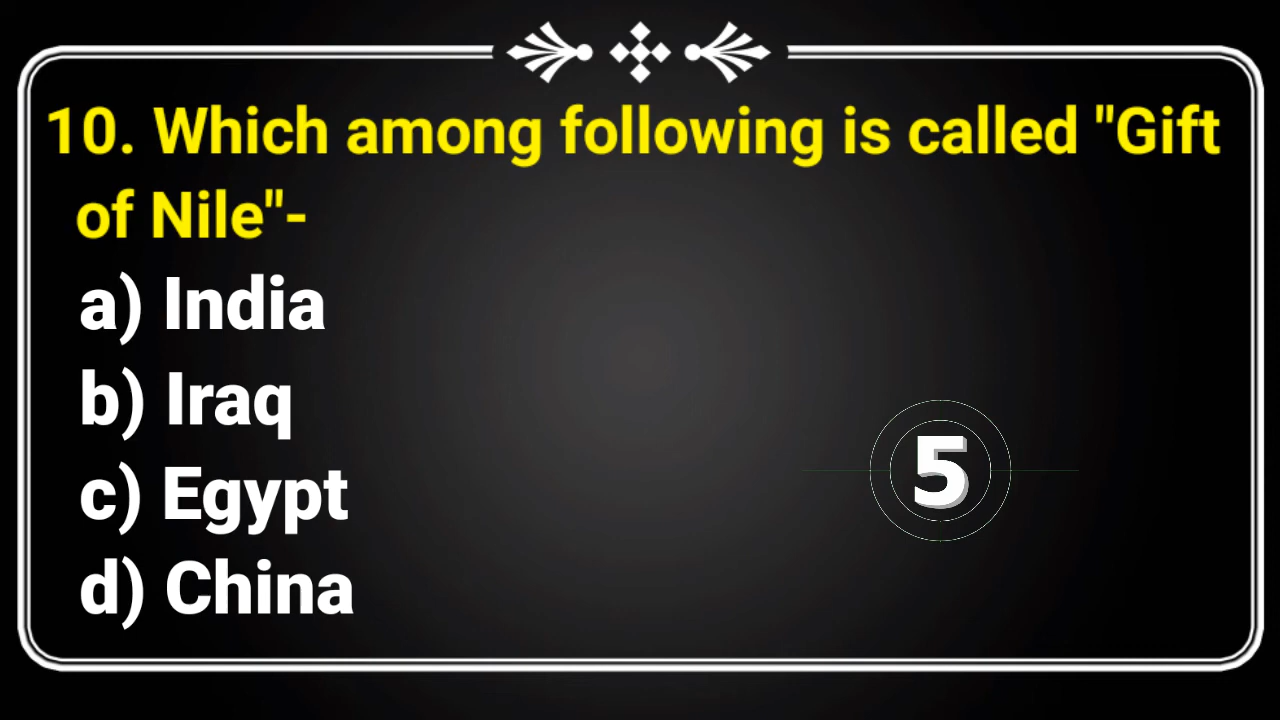 10. Which among following is called "Gift
of Nile"-
a) India
b) Iraq
c) Egypt
d) China
5